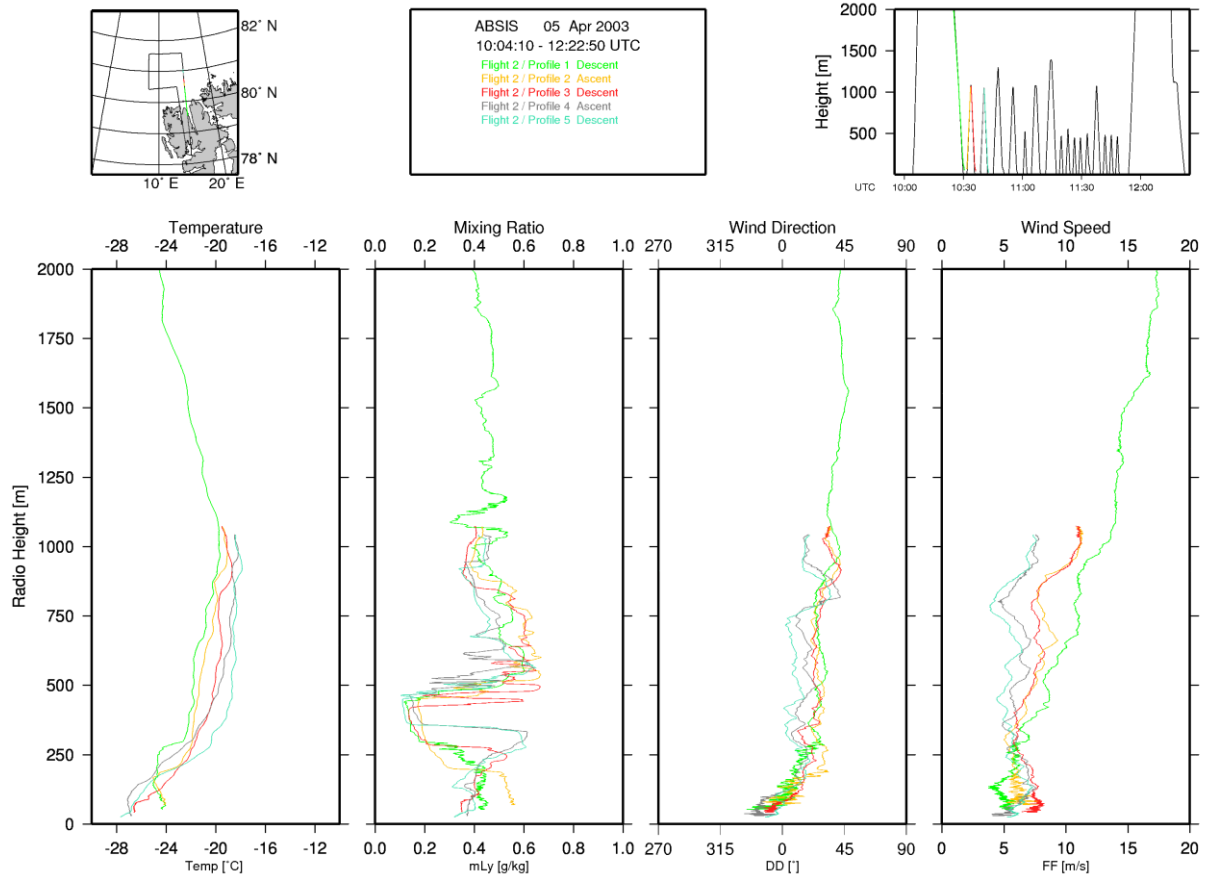 82° N
80° N
78° N
10° E
20° E
ABSIS 05 Apr 2003
10:04:10 - 12:22:50 UTC
Flight 2 / Profile 1 Descent
Flight 2 / Profile 2 Ascent
Flight 2 / Profile 3 Descent
Flight 2 / Profile 4 Ascent
Flight 2 / Profile 5 Descent
2000
1500
1000
500
Height [m]
UTC 10:00 10:30 11:00 11:30 12:00
Temperature
-28 -24 -20 -16 -12
Mixing Ratio
0.0 0.2 0.4 0.6 0.8 1.0
Wind Direction
270 315 0 45 90
Wind Speed
0 5 10 15 20
2000
1750
1500
1250
1000
750
500
250
0
Radio Height [m]
-28 -24 -20 -16 -12
Temp [°C]
0.0 0.2 0.4 0.6 0.8 1.0
mLy [g/kg]
270 315 0 45 90
DD [°]
0 5 10 15 20
FF [m/s]